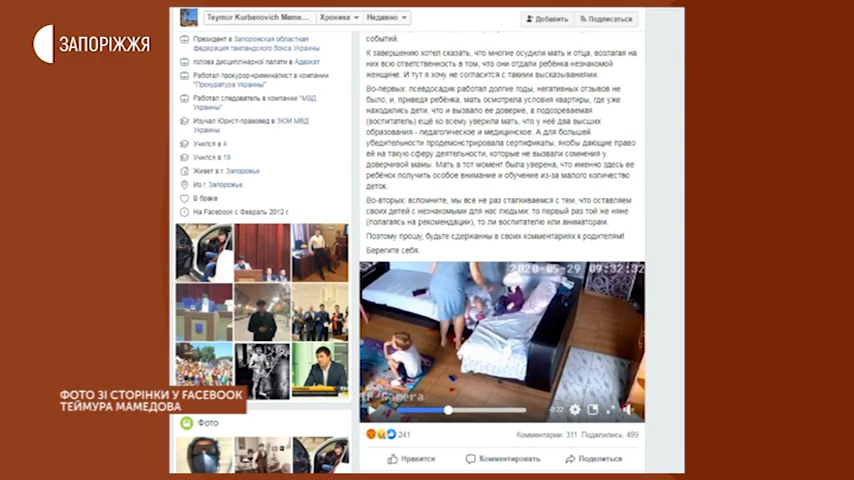 ЗАПОРІЖЖЯ
Teymur Kurbanovich Mame...
Хроника
Недавно
Добавить
Подписаться
Президент в Запорожская областная
федерация таиландского бокса Украины
голова дисциплінарної палати в Адвокат
Работал прокурор-криминалист в компании
"Прокуратура Украины"
Работал следователь в компании "МВД
Украины"
Изучал Юрист-правовед в ЗЮИ МВД
Украины
Учился в 4
Учился в 19
Живет в г. Запорожье
Из г. Запорожье
В браке
На Facebook с Февраль 2012 г.
Фото
событий.
К завершению хотел сказать, что многие осудили мать и отца, возлагая на
них всю ответственность в том, что они отдали ребёнка незнакомой
женщине. И тут я хочу не согласится с такими высказываниями.
Во-первых: псевдосадик работал долгие годы, негативных отзывов не
было, и, приведя ребёнка, мать осмотрела условия квартиры, где уже
находились дети, что и вызвало ее доверие, а подозреваемая
(воспитатель) ещё ко всему уверила мать, что у неё два высших
образования - педагогическое и медицинское. А для большей
убедительности продемонстрировала сертификаты, якобы дающие право
ей на такую сферу деятельности, которые не вызвали сомнения у
доверчивой мамы. Мать в тот момент была уверена, что именно здесь ее
ребёнок получить особое внимание и обучение из-за малого количество
деток.
Во-вторых: вспомните, мы все не раз сталкиваемся с тем, что оставляем
своих детей с незнакомыми для нас людьми: то первый раз той же няне
(полагаясь на рекомендации), то ли воспитателю или аниматорам.
Поэтому прошу, будьте сдержанны в своих комментариях к родителям!
Берегите себя.
2020-05-29 09:32:32
IP Camera
-0:22
241
Комментарии: 311 Поделились: 499
Нравится
Комментировать
Поделиться
ФОТО ЗІ СТОРІНКИ У FACEBOOK
ТЕЙМУРА МАМЕДОВА